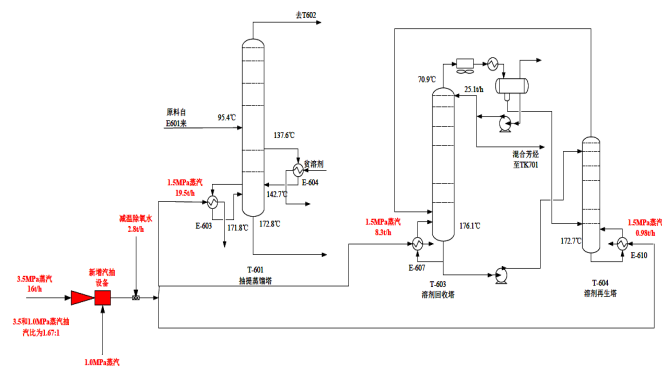 去T602
原料自
E601来
95.4℃
137.6℃
贫溶剂
E-604
142.7℃
1.5MPa蒸汽
19.5t/h
E-603
171.8℃
172.8℃
T-601
抽提蒸馏塔
减温除氧水
2.8t/h
3.5MPa蒸汽
16t/h
新增汽抽
设备
3.5和1.0MPa蒸汽抽
汽比为1.67:1
1.0MPa蒸汽
70.9℃
25.1t/h
混合芳烃
至TK701
1.5MPa蒸汽
8.3t/h
176.1℃
E-607
T-603
溶剂回收塔
1.5MPa蒸汽
0.98t/h
172.7℃
E-610
T-604
溶剂再生塔